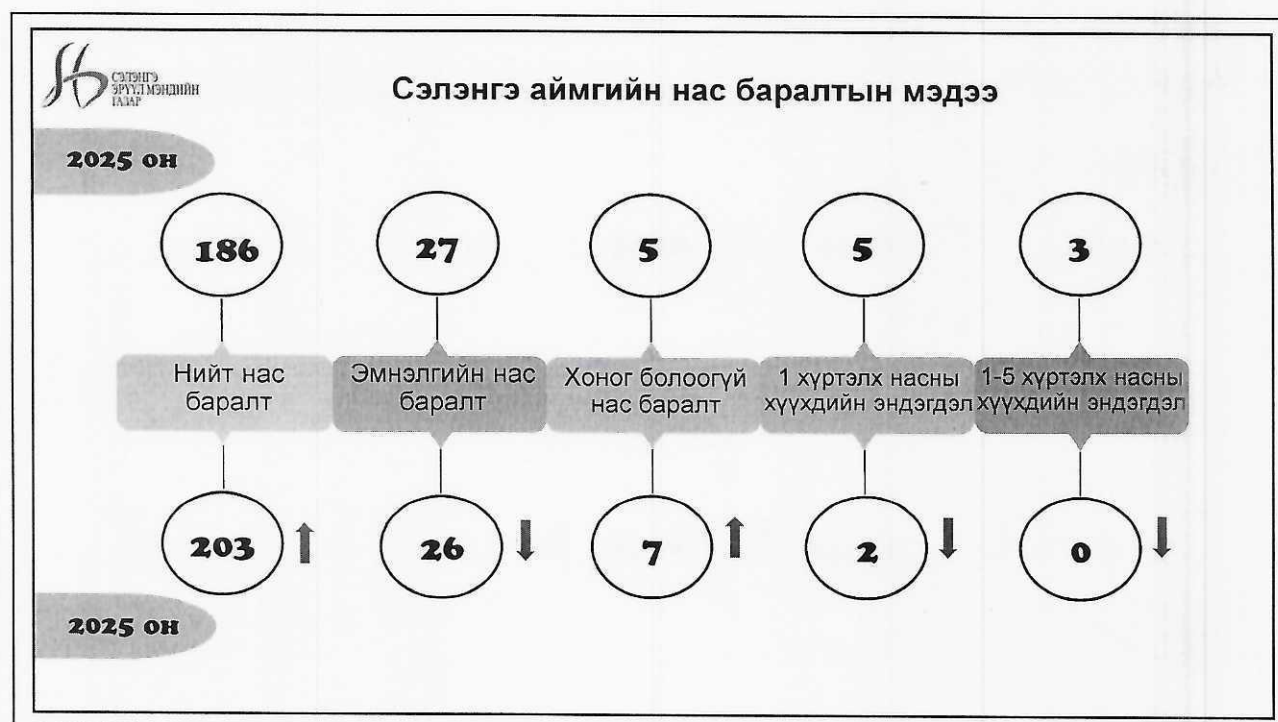 СЭЛЭНГЭ
ЭРҮҮЛ МЭНДИЙН
ГАЗАР
Сэлэнгэ аймгийн нас баралтын мэдээ
2025 он
186
27
5
5
3
Нийт нас
баралт
Эмнэлгийн нас
баралт
Хоног болоогүй
нас баралт
1 хүртэлх насны
хүүхдийн эндэгдэл
1-5 хүртэлх насны
хүүхдийн эндэгдэл
203
26
7
2
0
2025 он